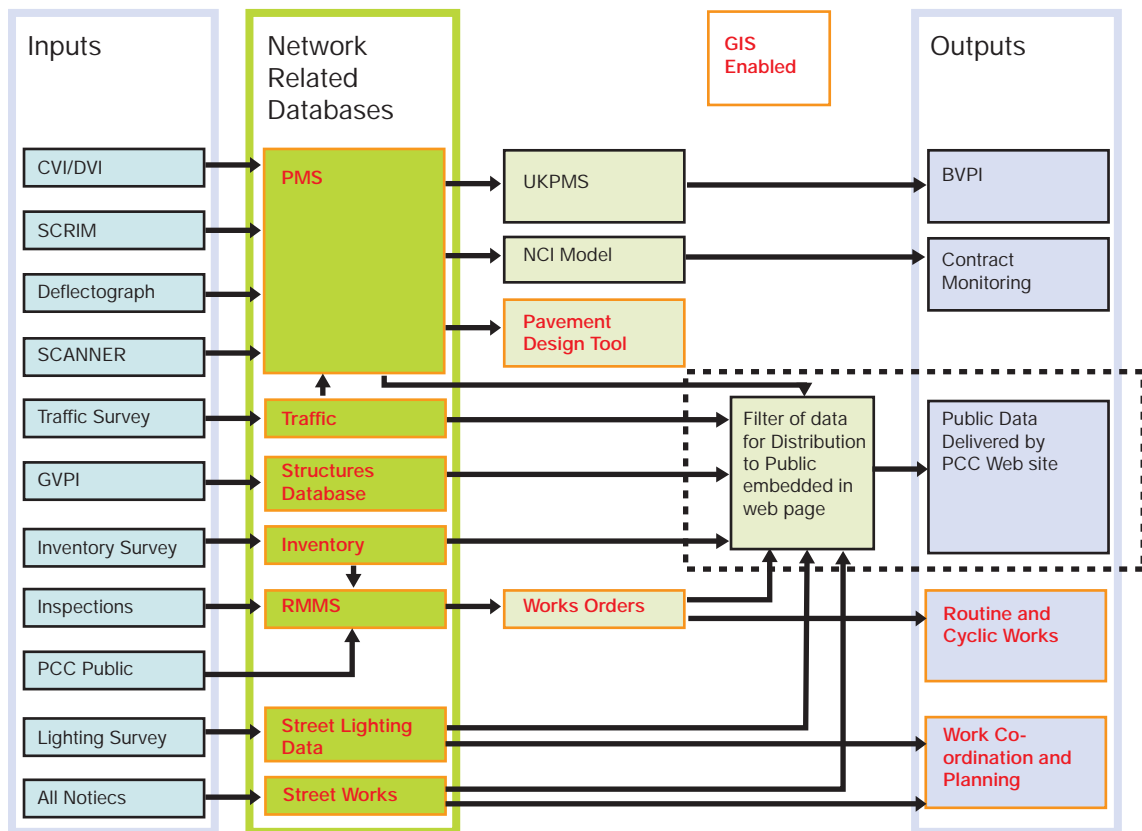 Inputs
Network
Related
Databases
GIS
Enabled
Outputs
CVI/DVI
SCRIM
Deflectograph
SCANNER
Traffic Survey
GVPI
Inventory Survey
Inspections
PCC Public
Lighting Survey
All Notiecs
PMS
Traffic
Structures
Database
Inventory
RMMS
Street Lighting
Data
Street Works
UKPMS
NCI Model
Pavement
Design Tool
Filter of data
for Distribution
to Public
embedded in
web page
Works Orders
BVPI
Contract
Monitoring
Public Data
Delivered by
PCC Web site
Routine and
Cyclic Works
Work Co-
ordination and
Planning